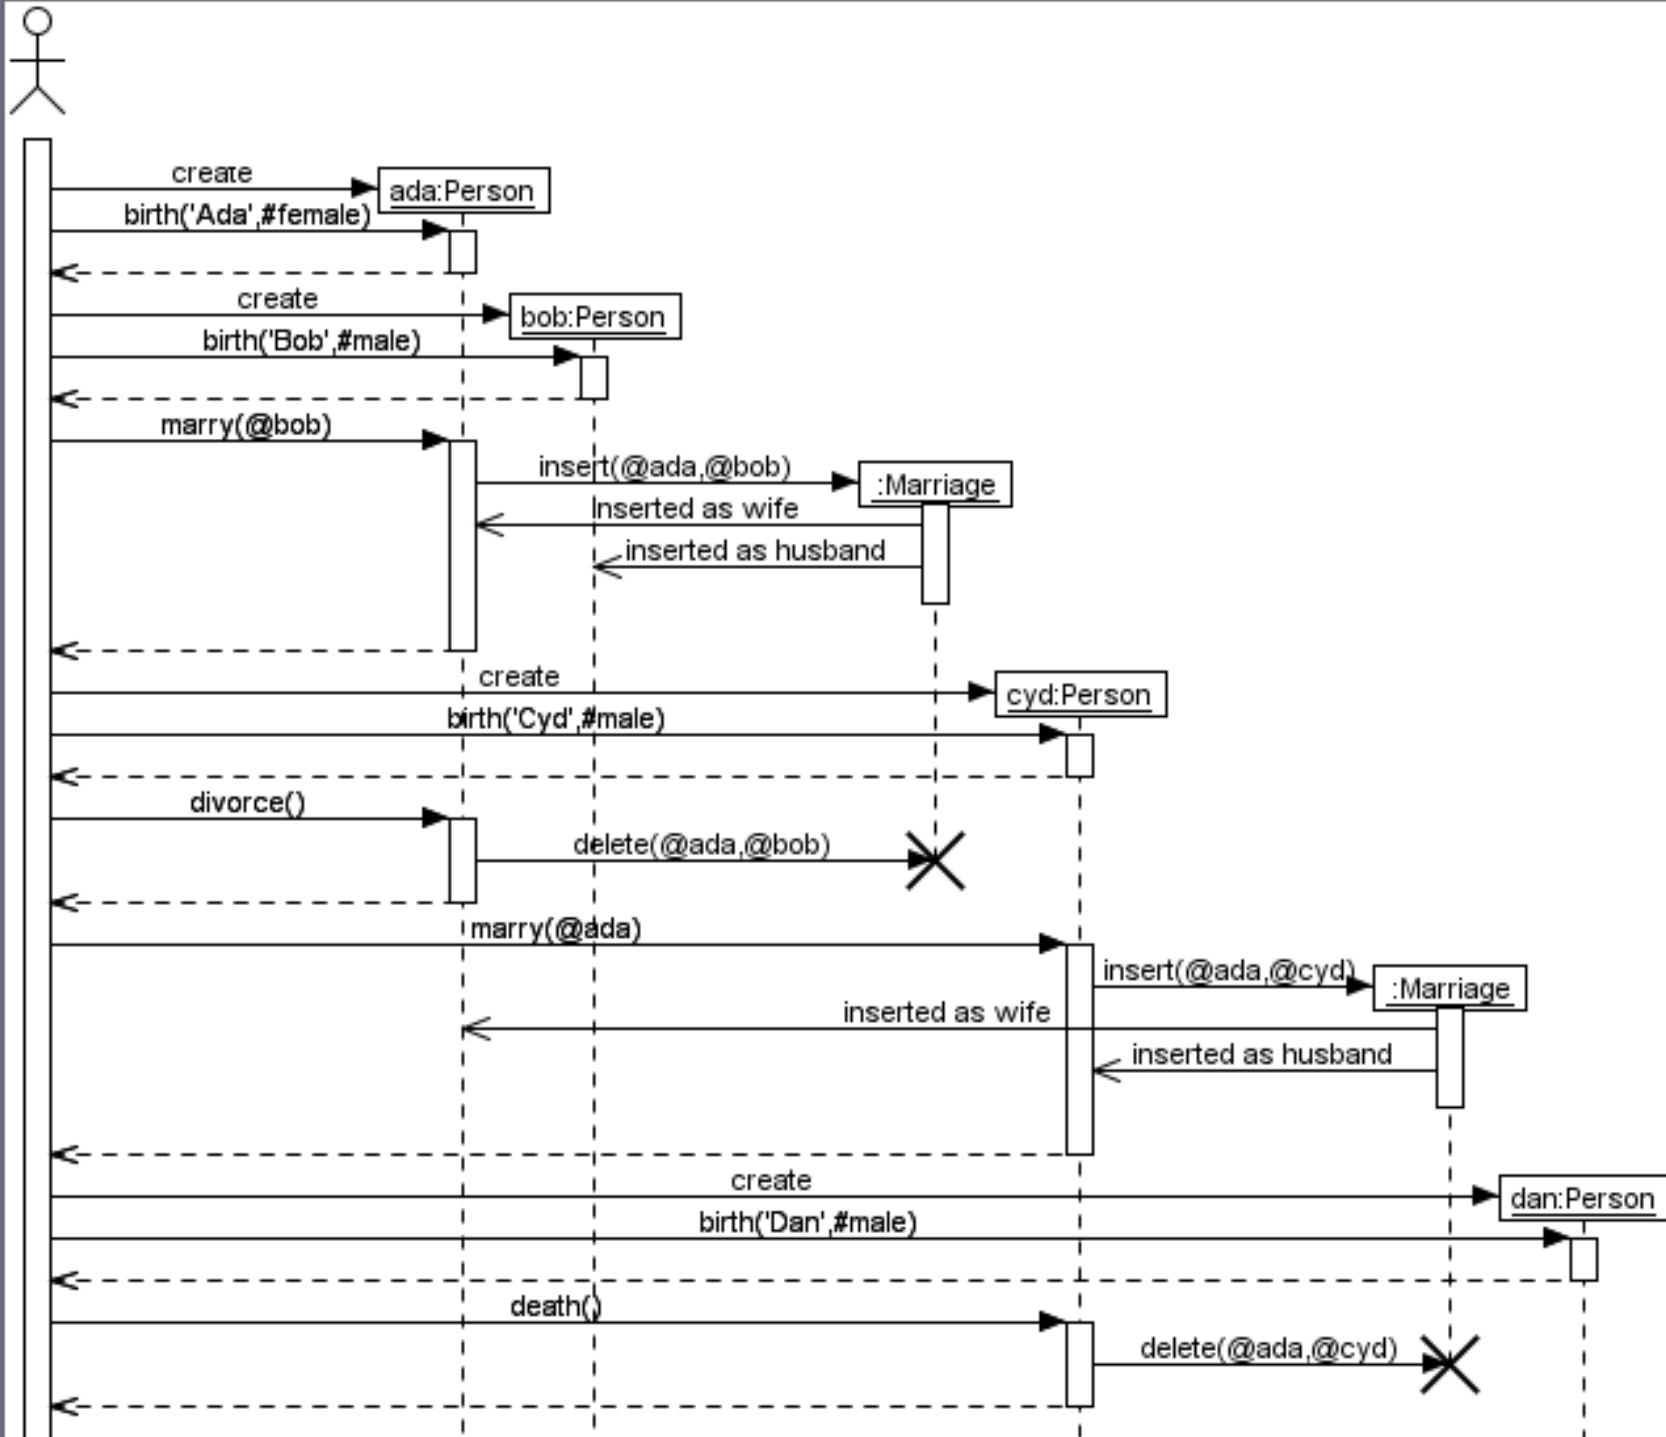 create
ada:Person
birth('Ada',#female)
create
bob:Person
birth('Bob',#male)
marry(@bob)
insert(@ada,@bob)
:Marriage
Inserted as wife
inserted as husband
create
cyd:Person
birth('Cyd',#male)
divorce()
delete(@ada,@bob)
marry(@ada)
insert(@ada,@cyd)
:Marriage
inserted as wife
inserted as husband
create
dan:Person
birth('Dan',#male)
death()
delete(@ada,@cyd)